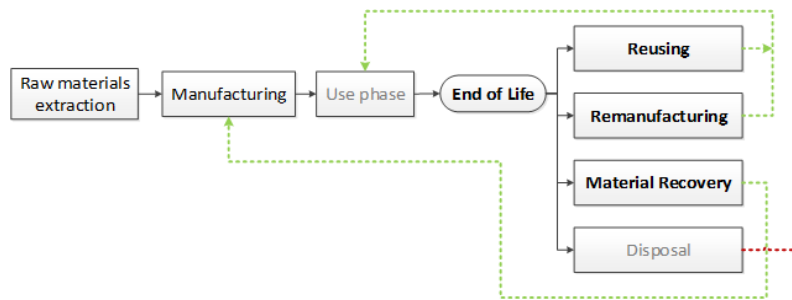 Raw materials
extraction
Manufacturing
Use phase
End of Life
Reusing
Remanufacturing
Material Recovery
Disposal